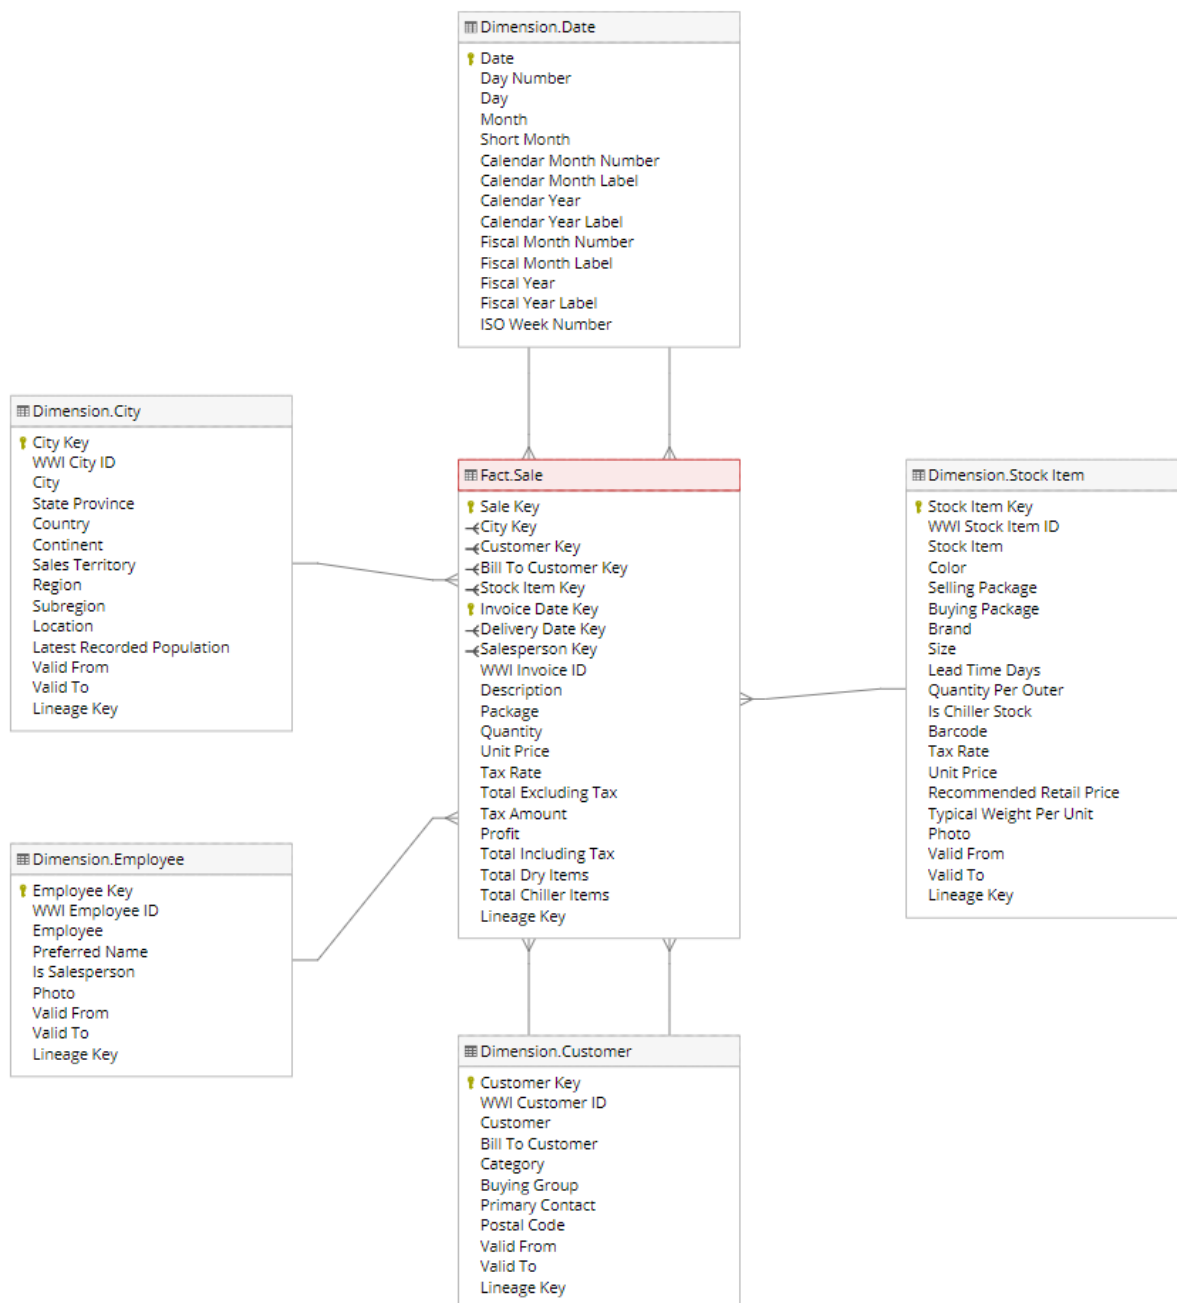 Dimension.Date
Date
Day Number
Day
Month
Short Month
Calendar Month Number
Calendar Month Label
Calendar Year
Calendar Year Label
Fiscal Month Number
Fiscal Month Label
Fiscal Year
Fiscal Year Label
ISO Week Number
Dimension.City
City Key
WWI City ID
City
State Province
Country
Continent
Sales Territory
Region
Subregion
Location
Latest Recorded Population
Valid From
Valid To
Lineage Key
Fact.Sale
Sale Key
City Key
Customer Key
Bill To Customer Key
Stock Item Key
Invoice Date Key
Delivery Date Key
Salesperson Key
WWI Invoice ID
Description
Package
Quantity
Unit Price
Tax Rate
Total Excluding Tax
Tax Amount
Profit
Total Including Tax
Total Dry Items
Total Chiller Items
Lineage Key
Dimension.Stock Item
Stock Item Key
WWI Stock Item ID
Stock Item
Color
Selling Package
Buying Package
Brand
Size
Lead Time Days
Quantity Per Outer
Is Chiller Stock
Barcode
Tax Rate
Unit Price
Recommended Retail Price
Typical Weight Per Unit
Photo
Valid From
Valid To
Lineage Key
Dimension.Employee
Employee Key
WWI Employee ID
Employee
Preferred Name
Is Salesperson
Photo
Valid From
Valid To
Lineage Key
Dimension.Customer
Customer Key
WWI Customer ID
Customer
Bill To Customer
Category
Buying Group
Primary Contact
Postal Code
Valid From
Valid To
Lineage Key